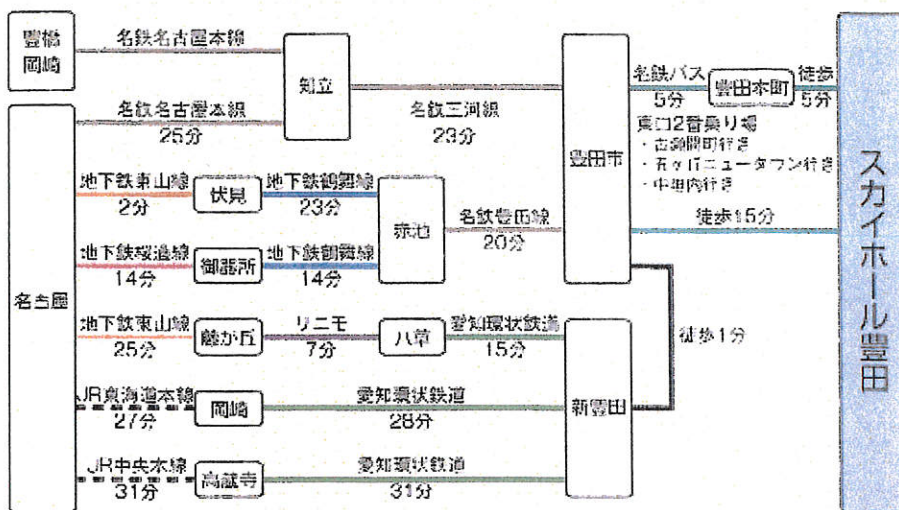 豊橋
岡崎
名鉄名古屋本線
知立
名鉄名古屋本線
25分
名鉄三河線
23分
豊田市
名鉄バス
5分
豊田本町
徒歩
5分
東口2番乗り場
・古瀬間町行き
・五ヶ丘ニュータウン行き
・中垣内行き
名古屋
地下鉄東山線
2分
伏見
地下鉄鶴舞線
23分
赤池
名鉄豊田線
20分
徒歩15分
地下鉄桜通線
14分
御器所
地下鉄鶴舞線
14分
地下鉄東山線
25分
藤が丘
リニモ
7分
八草
愛知環状鉄道
15分
新豊田
徒歩1分
JR東海道本線
27分
岡崎
愛知環状鉄道
28分
JR中央本線
31分
高蔵寺
愛知環状鉄道
31分
スカイホール豊田